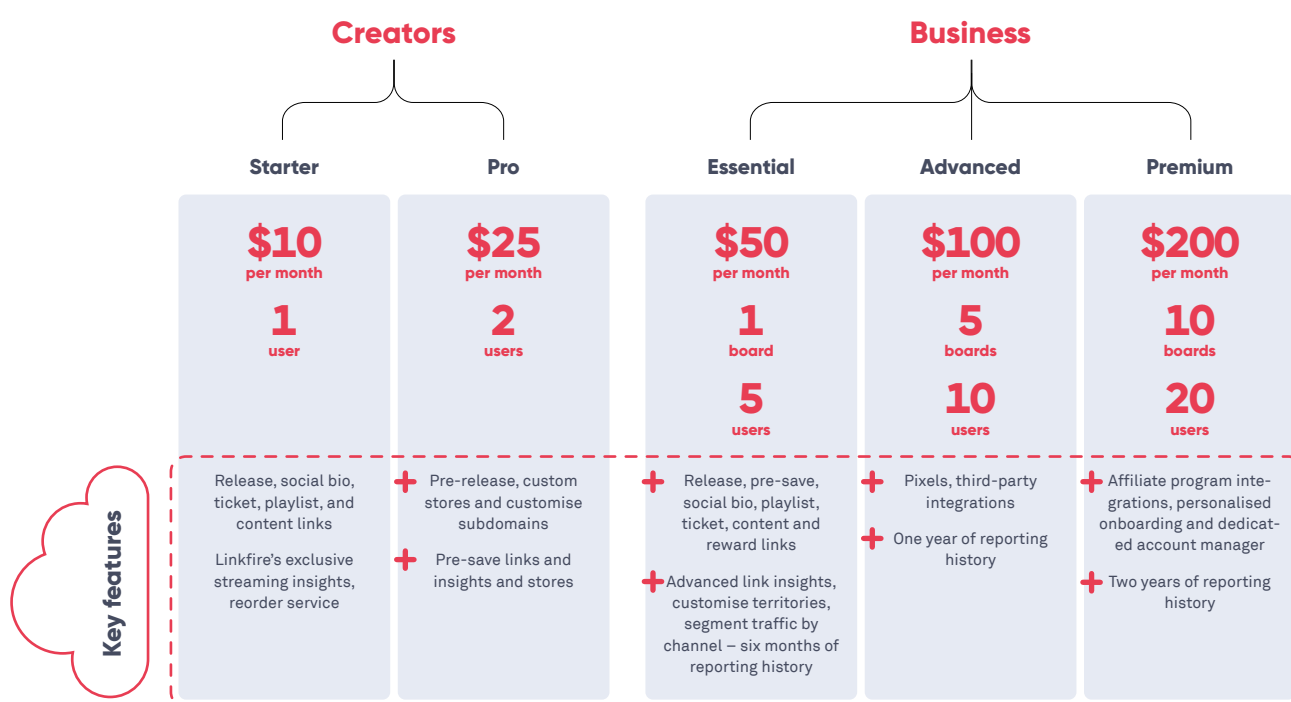 Creators
Business
Starter
Pro
Essential
Advanced
Premium
$10
per month
1
user
$25
per month
2
users
$50
per month
1
board
5
users
$100
per month
5
boards
10
users
$200
per month
10
boards
20
users
Key features
Release, social bio,
ticket, playlist, and
content links
Linkfire’s exclusive
streaming insights,
reorder service
+ Pre-release, custom
stores and customise
subdomains
+ Pre-save links and
insights and stores
+ Release, pre-save,
social bio, playlist,
ticket, content and
reward links
+ Advanced link insights,
customise territories,
segment traffic by
channel – six months of
reporting history
+ Pixels, third-party
integrations
+ One year of reporting
history
+ Affiliate program inte-
grations, personalised
onboarding and dedicat-
ed account manager
+ Two years of reporting
history